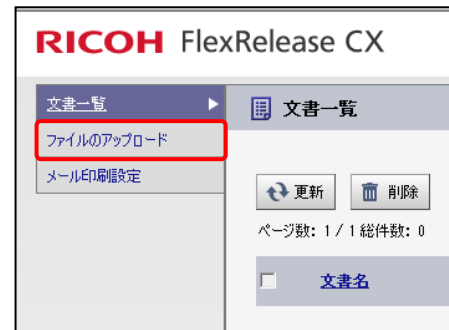 RICOH FlexRelease CX
文書一覧
ファイルのアップロード
メール印刷設定
文書一覧
更新 削除
ページ数: 1 / 1 総件数: 0
文書名